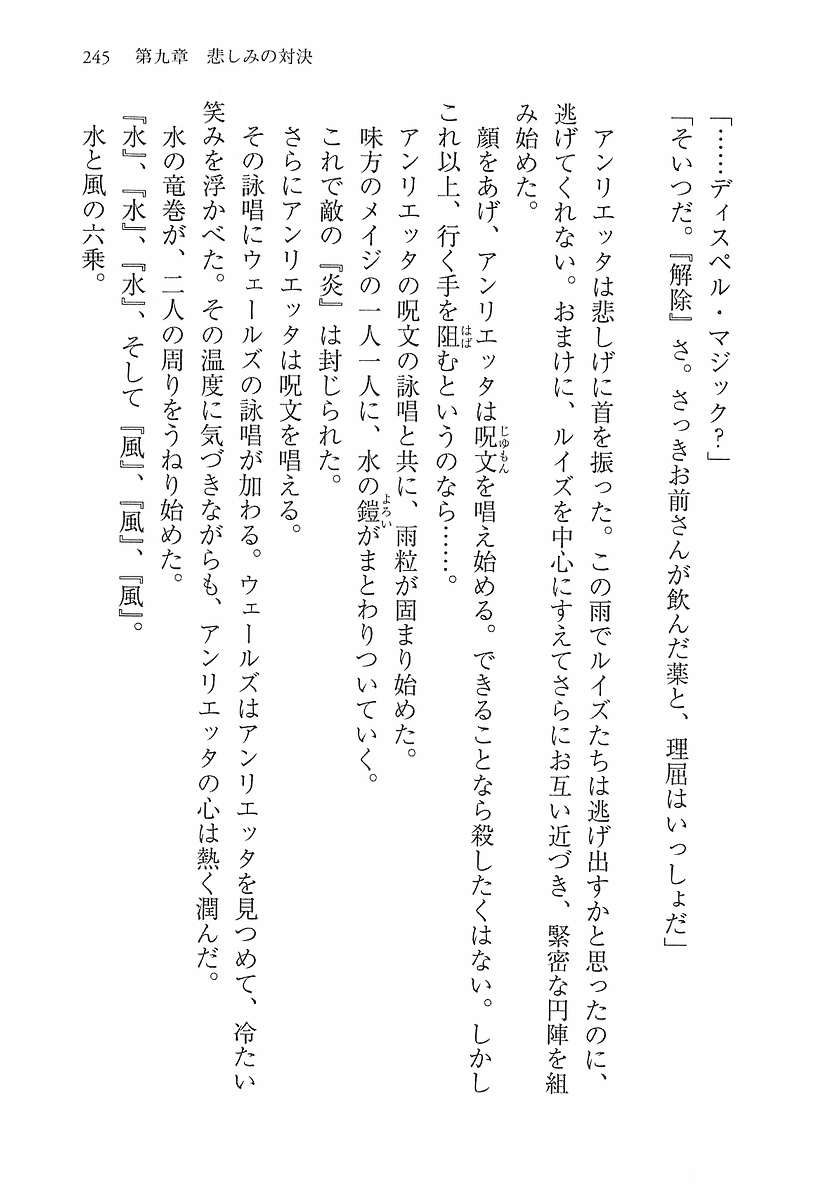 245 第九章 悲しみの対決
「……ディスペル・マジック？」
「そいつだ。『解除』さ。さっきお前さんが飲んだ薬と、理屈はいっしょだ」
アンリエッタは悲しげに首を振った。この雨でルイズたちは逃げ出すかと思ったのに、
逃げてくれない。おまけに、ルイズを中心にすえてさらにお互い近づき、緊密な円陣を組
み始めた。
顔をあげ、アンリエッタは呪文を唱え始める。できることなら殺したくはない。しかし
これ以上、行く手を阻むというのなら……。
アンリエッタの呪文の詠唱と共に、雨粒が固まり始めた。
味方のメイジの一人一人に、水の鎧がまとわりついていく。
これで敵の『炎』は封じられた。
さらにアンリエッタは呪文を唱える。
その詠唱にウェールズの詠唱が加わる。ウェールズはアンリエッタを見つめて、冷たい
笑みを浮かべた。その温度に気づきながらも、アンリエッタの心は熱く潤んだ。
水の竜巻が、二人の周りをうねり始めた。
『水』、『水』、『水』、そして『風』、『風』、『風』。
水と風の六乗。